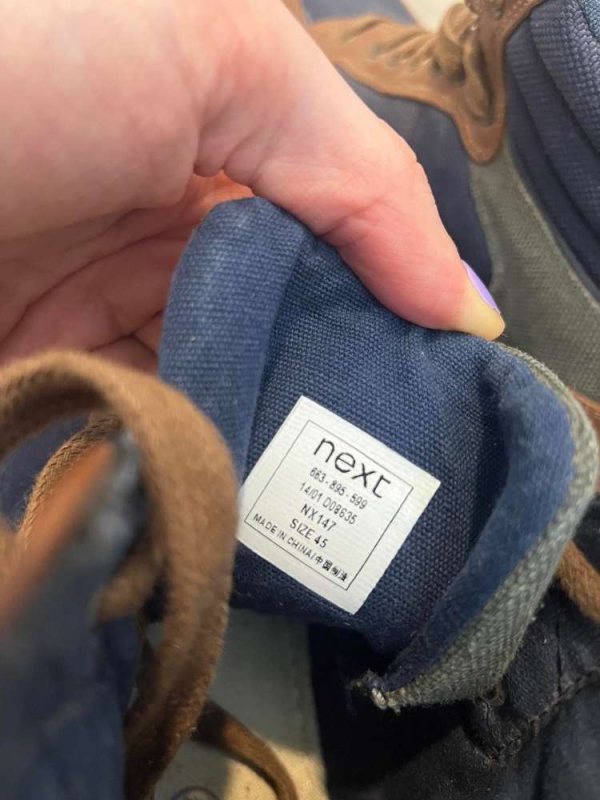 next
663-895-599
14/01 D08635
NX147
SIZE 45
MADE IN CHINA/中国制造